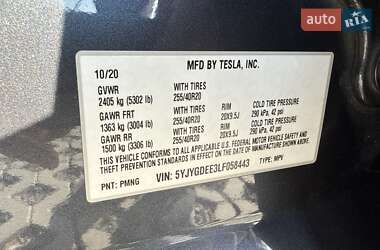 auto RIA
MFD BY TESLA, INC.
10/20
GVWR
2405 kg (5302 lb)
GAWR FRT
1363 kg (3004 lb)
GAWR RR
1500 kg (3306 lb)
WITH TIRES
255/40R20
WITH TIRES
255/40R20
RIM
20X9.5J
RIM
20X9.5J
COLD TIRE PRESSURE
290 kPa, 42 psi
COLD TIRE PRESSURE
290 kPa, 42 psi
THIS VEHICLE CONFORMS TO ALL APPLICABLE U.S. FEDERAL MOTOR VEHICLE SAFETY AND
THEFT PREVENTION STANDARDS IN EFFECT ON THE DATE OF MANUFACTURE SHOWN ABOVE.
PNT: PMNG
VIN: 5YJYGDEE3LF058443
TYPE: MPV